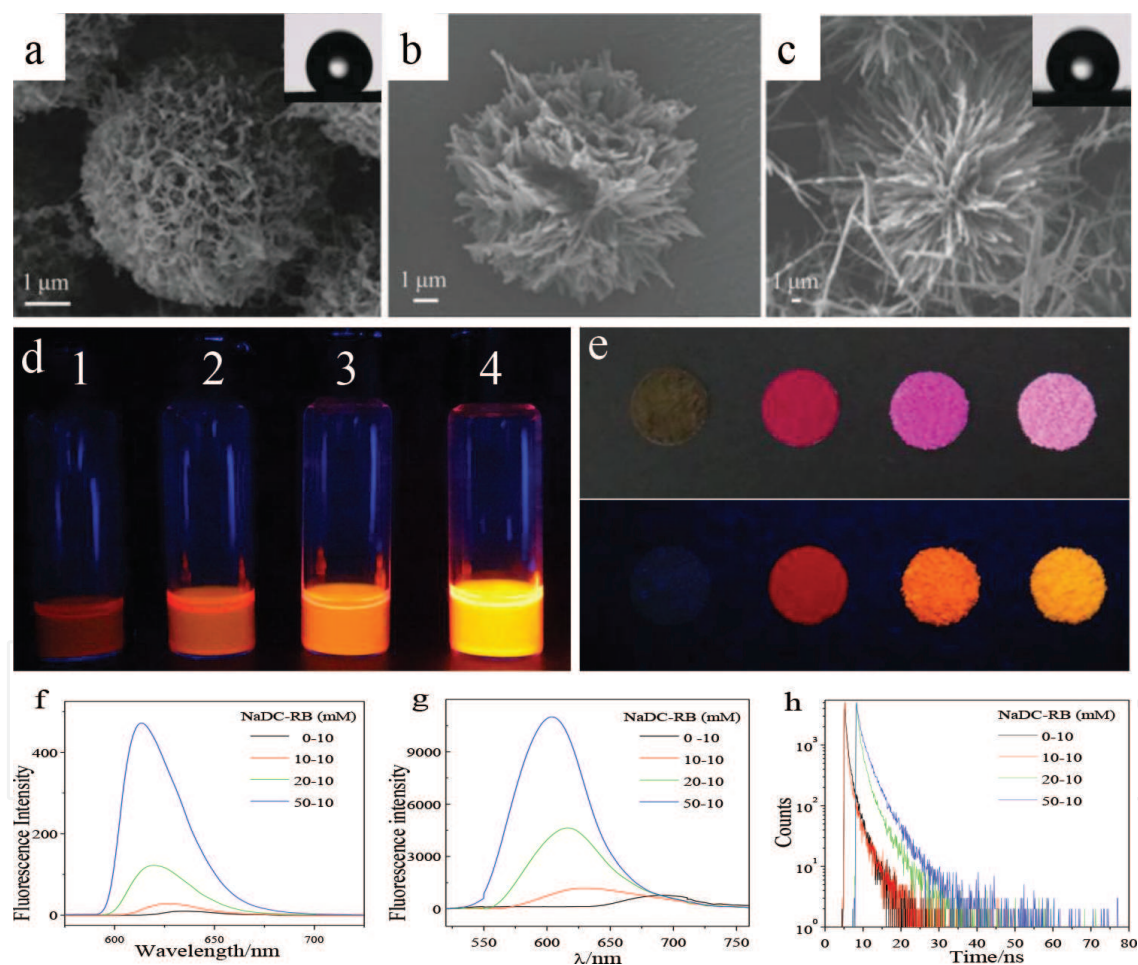 a
1 μm
b
1 μm
c
1 μm
d
1 2 3 4
e
f
NaDC-RB (mM)
0-10
10-10
20-10
50-10
Fluorescence Intensity
400
200
0
600 650 700
Wavelength/nm
g
NaDC-RB (mM)
0 -10
10-10
20-10
50-10
Fluorescence intensity
9000
6000
3000
0
550 600 650 700 750
λ/nm
h
NaDC-RB (mM)
0-10
10-10
20-10
50-10
Counts
10³
10²
10¹
10⁰
0 10 20 30 40 50 60 70 80
Time/ns